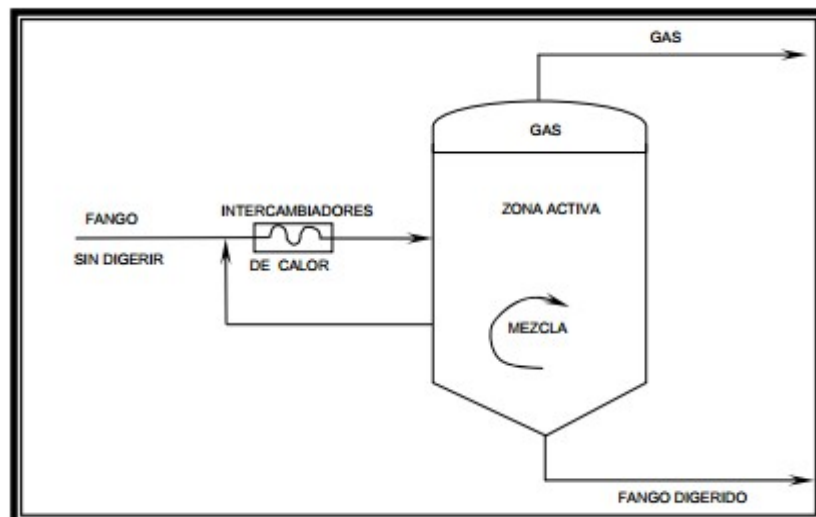 GAS
GAS
ZONA ACTIVA
FANGO
SIN DIGERIR
INTERCAMBIADORES
DE CALOR
MEZCLA
FANGO DIGERIDO